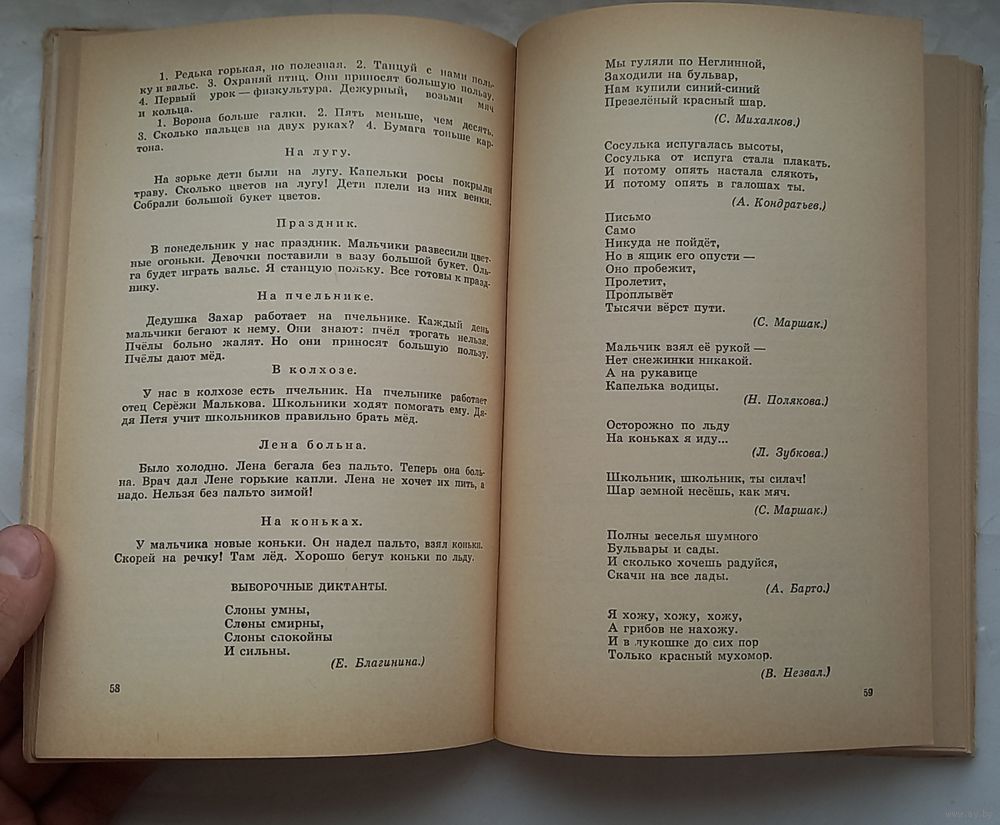 1. Редька горькая, но полезная. 2. Танцуй с нами поль-
ку и вальс. 3. Охраняй птиц. Они приносят большую пользу.
4. Первый урок — физкультура. Дежурный, возьми мяч
и кольца.
1. Ворона больше галки. 2. Пять меньше, чем десять.
3. Сколько пальцев на двух руках? 4. Бумага тоньше кар-
тона.
На лугу.
На зорьке дети были на лугу. Капельки росы покрыли
траву. Сколько цветов на лугу! Дети плели из них венки.
Собрали большой букет цветов.
Праздник.
В понедельник у нас праздник. Мальчики развесили цвет-
ные огоньки. Девочки поставили в вазу большой букет. Оль-
га будет играть вальс. Я станцую польку. Все готовы к празд-
нику.
На пчельнике.
Дедушка Захар работает на пчельнике. Каждый день
мальчики бегают к нему. Они знают: пчёл трогать нельзя.
Пчёлы больно жалят. Но они приносят большую пользу.
Пчёлы дают мёд.
В колхозе.
У нас в колхозе есть пчельник. На пчельнике работает
отец Серёжи Малькова. Школьники ходят помогать ему. Дя-
дя Петя учит школьников правильно брать мёд.
Лена больна.
Было холодно. Лена бегала без пальто. Теперь она боль-
на. Врач дал Лене горькие капли. Лена не хочет их пить, а
надо. Нельзя без пальто зимой!
На коньках.
У мальчика новые коньки. Он надел пальто, взял коньки.
Скорей на речку! Там лёд. Хорошо бегут коньки по льду.
ВЫБОРОЧНЫЕ ДИКТАНТЫ.
Слоны умны,
Слоны смирны,
Слоны спокойны
И сильны.
(Е. Благинина.)
58
Мы гуляли по Неглинной,
Заходили на бульвар,
Нам купили синий-синий
Презелёный красный шар.
(С. Михалков.)
Сосулька испугалась высоты,
Сосулька от испуга стала плакать.
И потому опять настала слякоть,
И потому опять в галошах ты.
(А. Кондратьев.)
Письмо
Само
Никуда не пойдёт,
Но в ящик его опусти —
Оно пробежит,
Пролетит,
Проплывёт
Тысячи вёрст пути.
(С. Маршак.)
Мальчик взял её рукой —
Нет снежинки никакой.
А на рукавице
Капелька водицы.
(Н. Полякова.)
Осторожно по льду
На коньках я иду...
(Л. Зубкова.)
Школьник, школьник, ты силач!
Шар земной несёшь, как мяч.
(С. Маршак.)
Полны веселья шумного
Бульвары и сады.
И сколько хочешь радуйся,
Скачи на все лады.
(А. Барто.)
Я хожу, хожу, хожу,
А грибов не нахожу.
И в лукошке до сих пор
Только красный мухомор.
(В. Незвал.)
59
www.ay.by